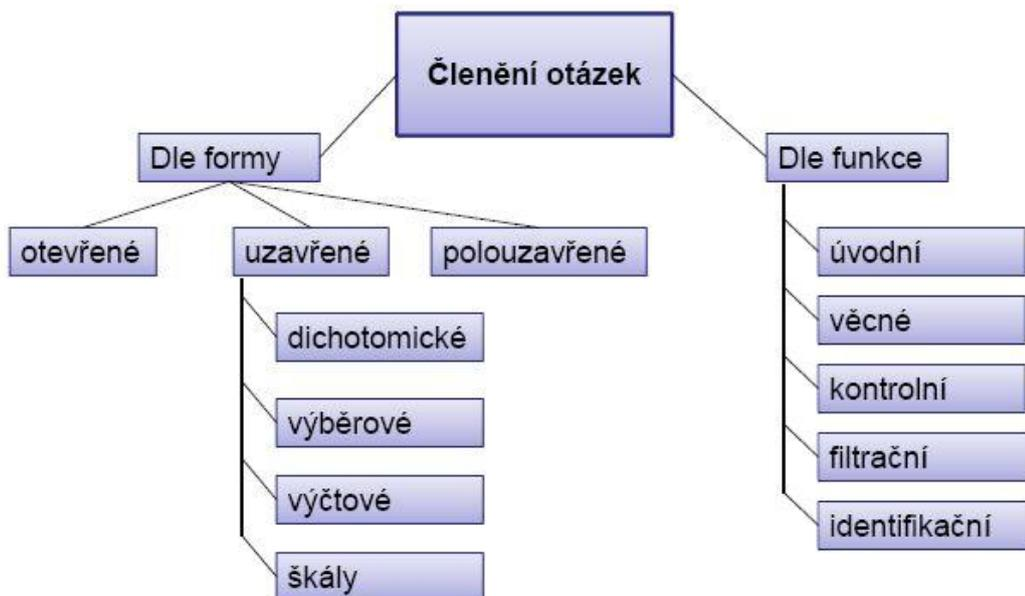 Členění otázek
Dle formy
Dle funkce
otevřené
uzavřené
polouzavřené
dichotomické
výběrové
výčtové
škály
úvodní
věcné
kontrolní
filtrační
identifikační